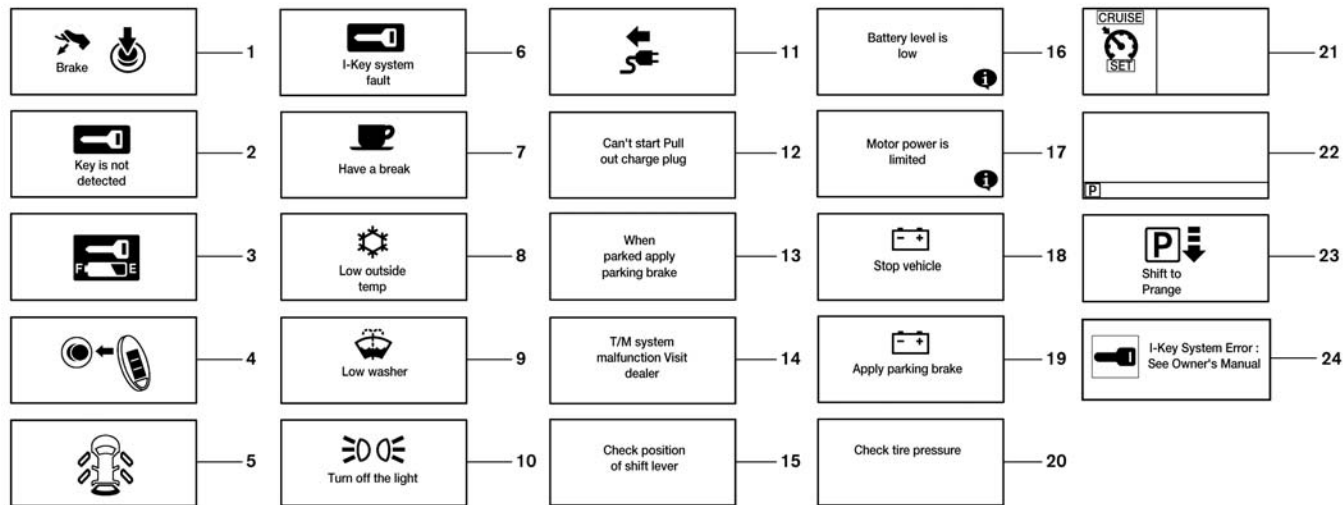 Brake
1
Key is not
detected
2
F E
3
4
5
I-Key system
fault
6
Have a break
7
Low outside
temp
8
Low washer
9
Turn off the light
10
11
Can't start Pull
out charge plug
12
When
parked apply
parking brake
13
T/M system
malfunction Visit
dealer
14
Check position
of shift lever
15
Battery level is
low
i
16
Motor power is
limited
i
17
- +
Stop vehicle
18
- +
Apply parking brake
19
Check tire pressure
20
CRUISE
SET
21
P
22
P
Shift to
Prange
23
I-Key System Error :
See Owner's Manual
24